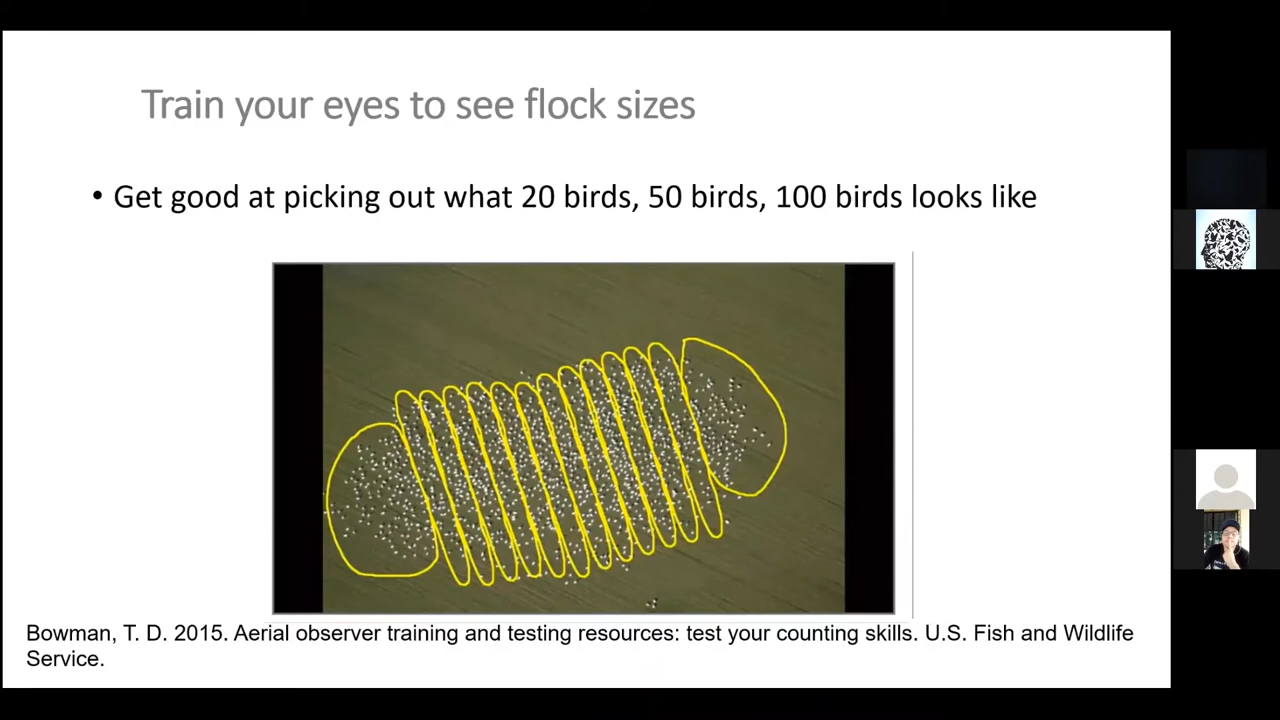 Train your eyes to see flock sizes
• Get good at picking out what 20 birds, 50 birds, 100 birds looks like
Bowman, T. D. 2015. Aerial observer training and testing resources: test your counting skills. U.S. Fish and Wildlife
Service.